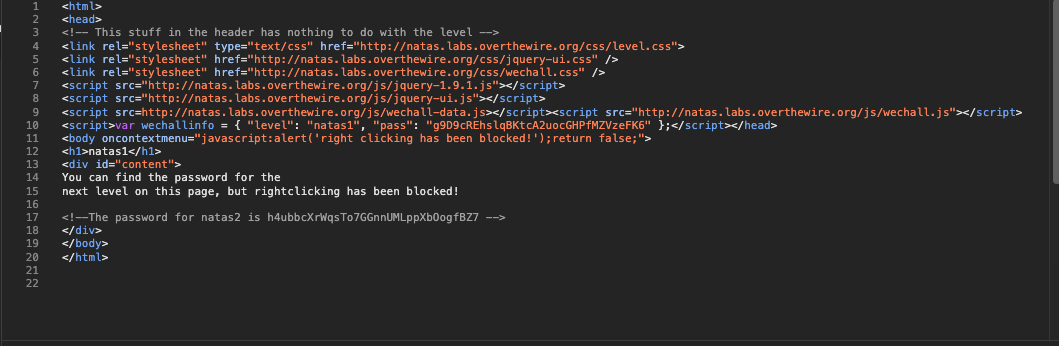 1 <html>
2 <head>
3 <!-- This stuff in the header has nothing to do with the level -->
4 <link rel="stylesheet" type="text/css" href="http://natas.labs.overthewire.org/css/level.css">
5 <link rel="stylesheet" href="http://natas.labs.overthewire.org/css/jquery-ui.css" />
6 <link rel="stylesheet" href="http://natas.labs.overthewire.org/css/wechall.css" />
7 <script src="http://natas.labs.overthewire.org/js/jquery-1.9.1.js"></script>
8 <script src="http://natas.labs.overthewire.org/js/jquery-ui.js"></script>
9 <script src=http://natas.labs.overthewire.org/js/wechall-data.js></script><script src="http://natas.labs.overthewire.org/js/wechall.js"></script>
10 <script>var wechallinfo = { "level": "natas1", "pass": "g9D9cREhslqBKtcA2uocGHPfMZVzeFK6" };</script></head>
11 <body oncontextmenu="javascript:alert('right clicking has been blocked!');return false;">
12 <h1>natas1</h1>
13 <div id="content">
14 You can find the password for the
15 next level on this page, but rightclicking has been blocked!
16
17 <!--The password for natas2 is h4ubbcXrWqsTo7GGnnUMLppXbOogfBZ7 -->
18 </div>
19 </body>
20 </html>
21
22